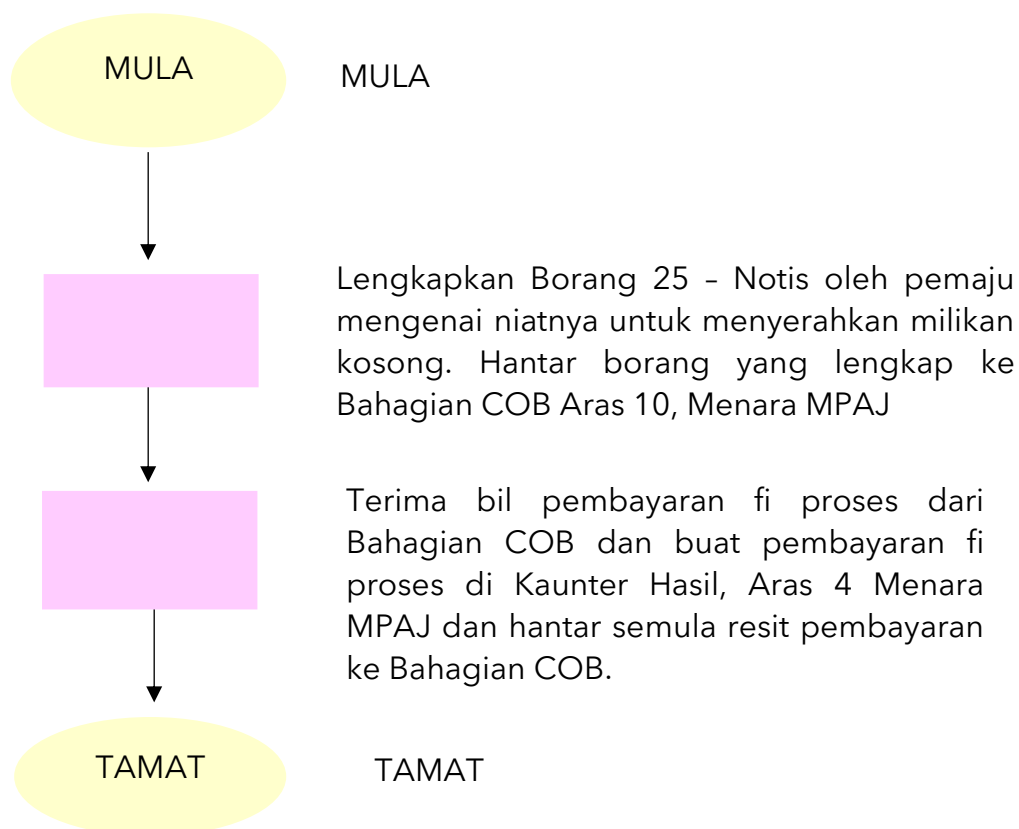 MULA
MULA
Lengkapkan Borang 25 – Notis oleh pemaju
mengenai niatnya untuk menyerahkan milikan
kosong. Hantar borang yang lengkap ke
Bahagian COB Aras 10, Menara MPAJ
Terima bil pembayaran fi proses dari
Bahagian COB dan buat pembayaran fi
proses di Kaunter Hasil, Aras 4 Menara
MPAJ dan hantar semula resit pembayaran
ke Bahagian COB.
TAMAT
TAMAT